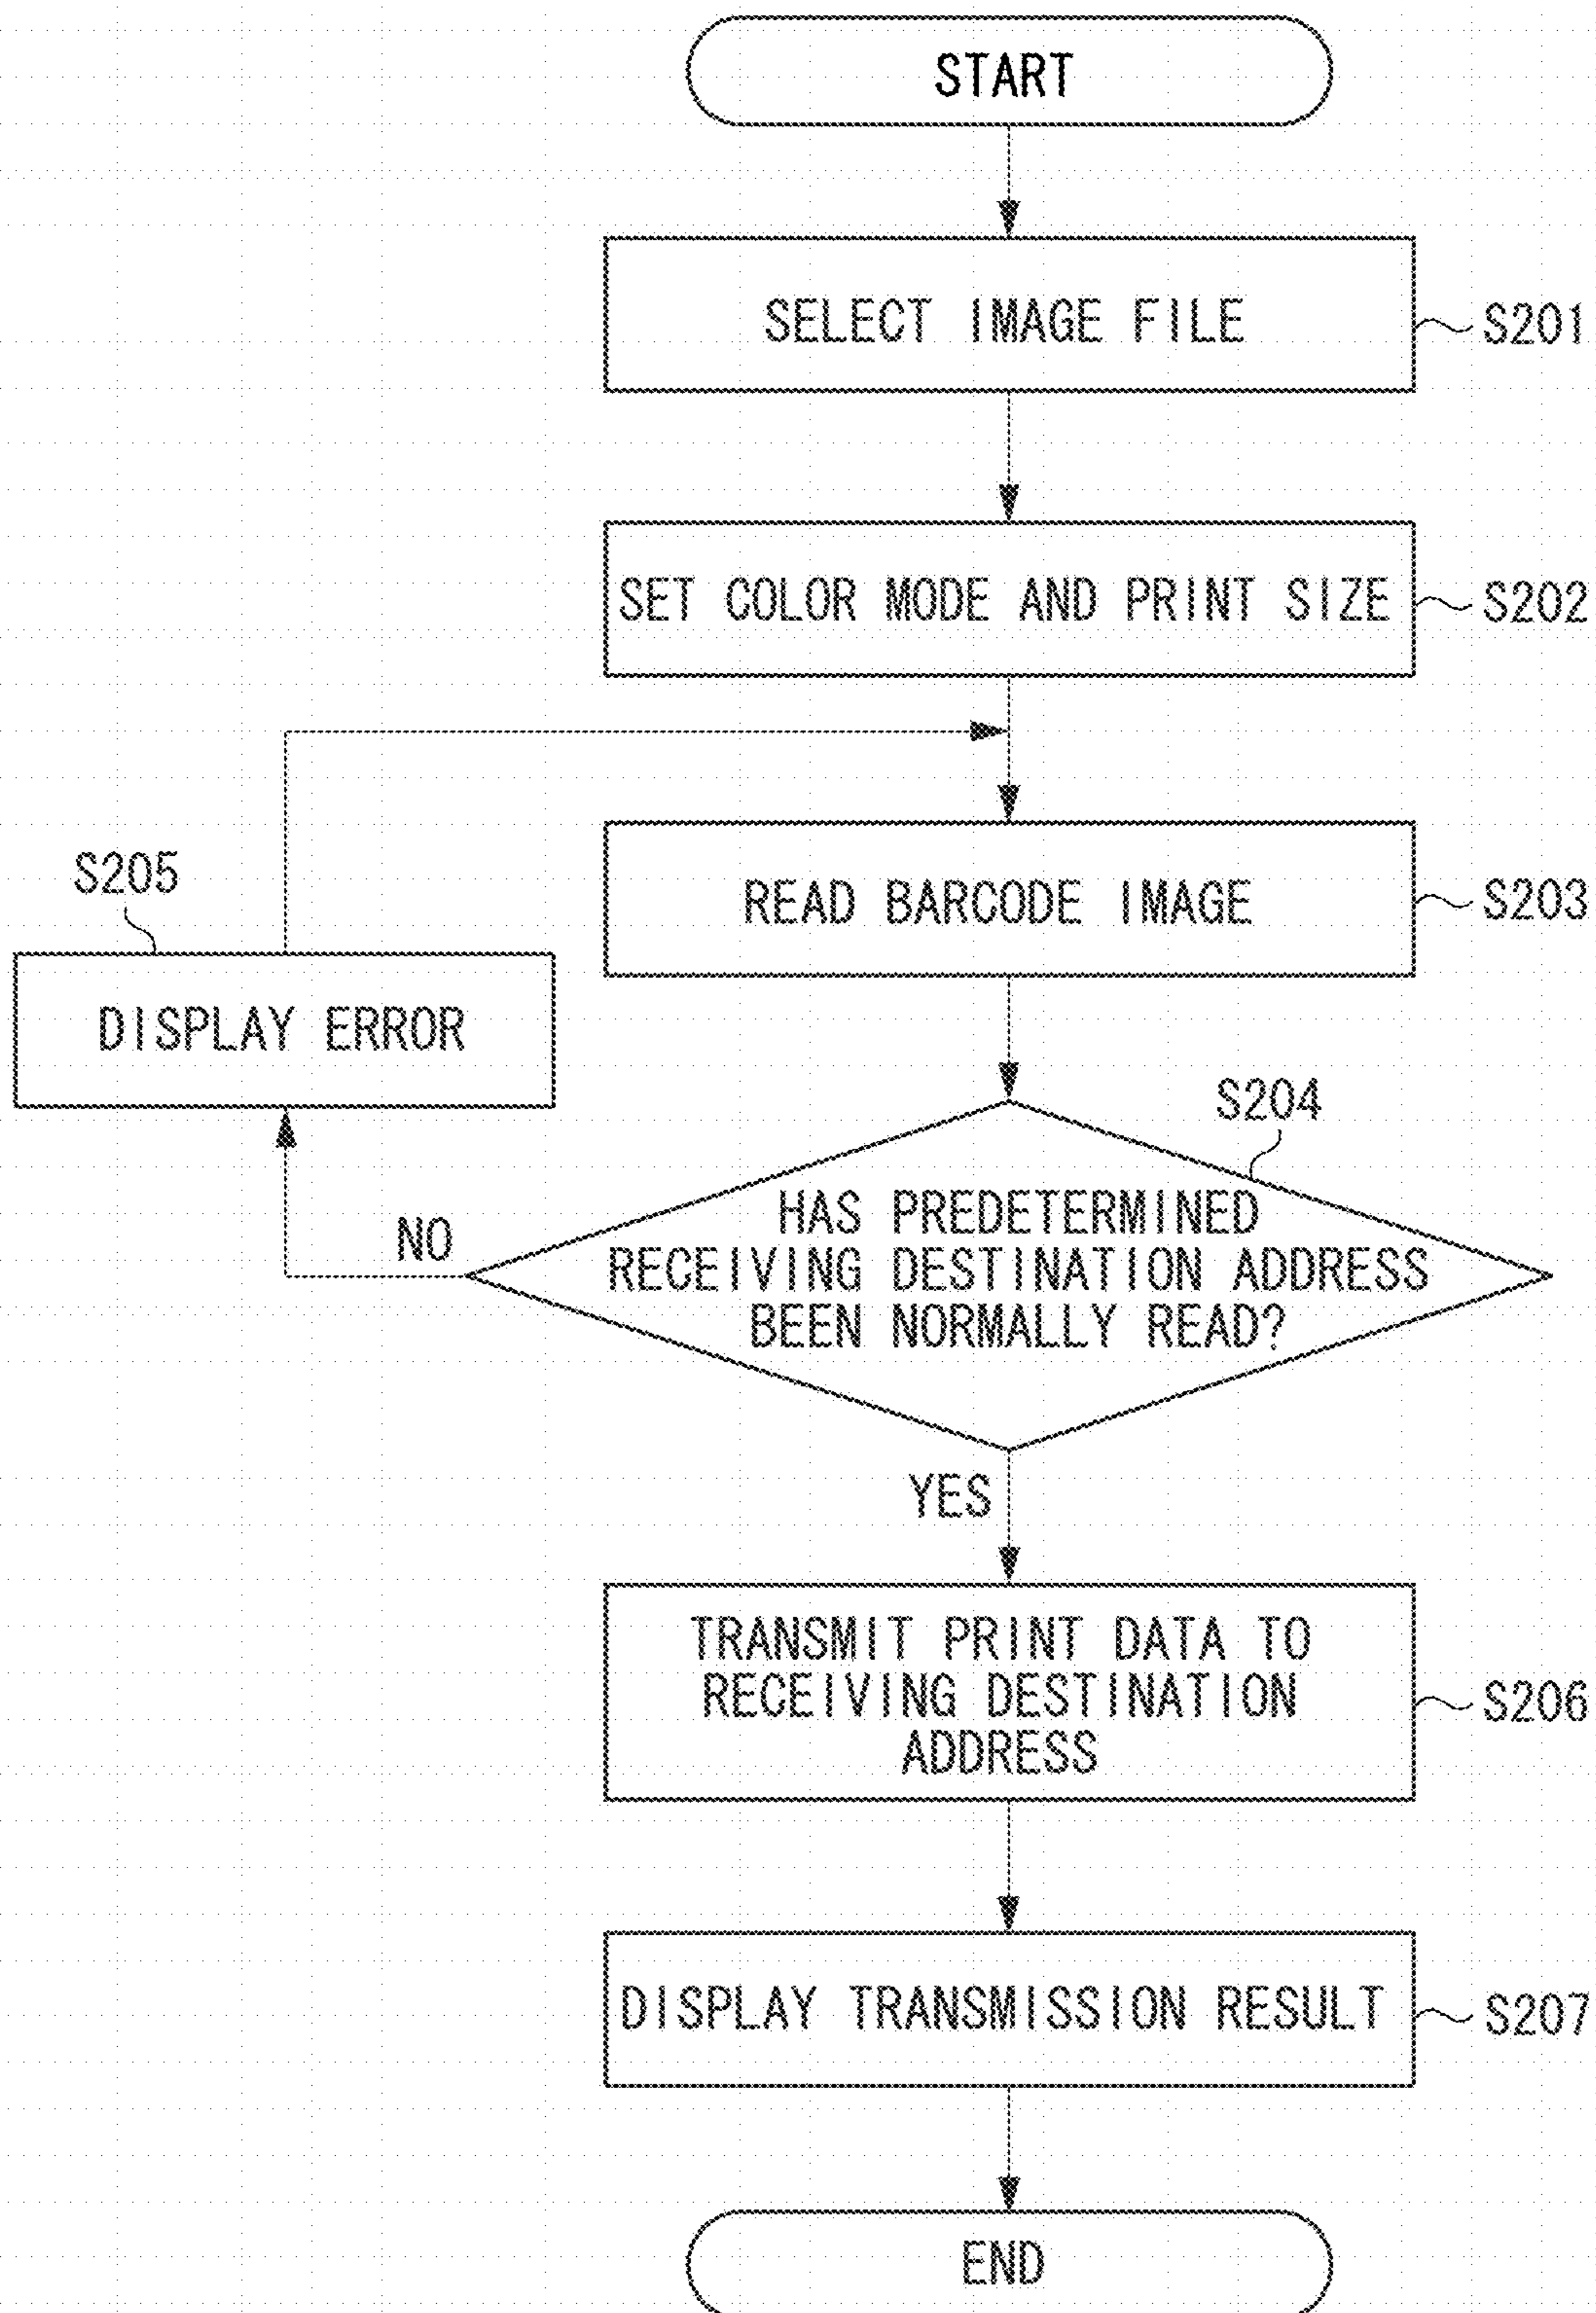 START
SELECT IMAGE FILE
S201
SET COLOR MODE AND PRINT SIZE
S202
S205
READ BARCODE IMAGE
S203
DISPLAY ERROR
S204
NO
HAS PREDETERMINED
RECEIVING DESTINATION ADDRESS
BEEN NORMALLY READ?
YES
TRANSMIT PRINT DATA TO
RECEIVING DESTINATION
ADDRESS
S206
DISPLAY TRANSMISSION RESULT
S207
END